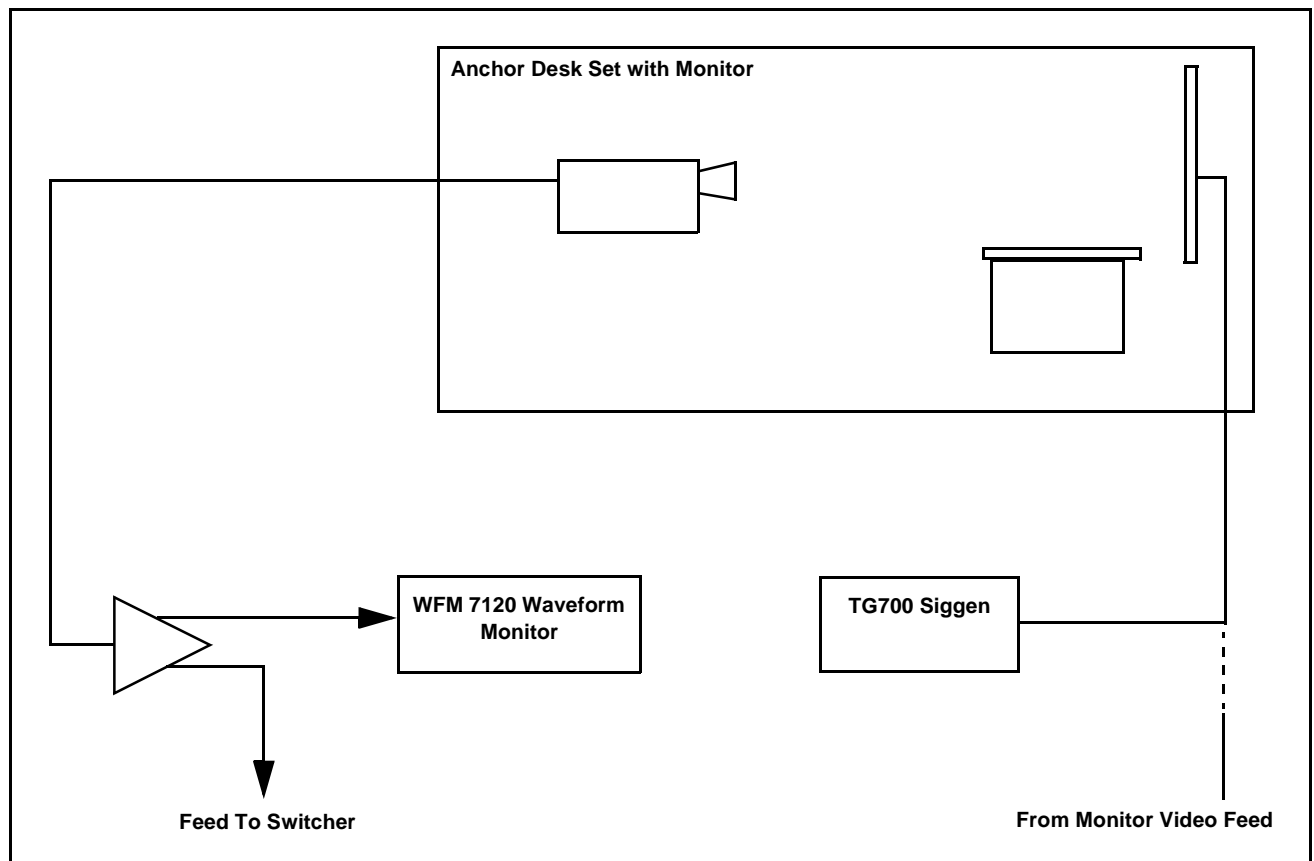 Anchor Desk Set with Monitor
WFM 7120 Waveform
Monitor
TG700 Siggen
Feed To Switcher
From Monitor Video Feed